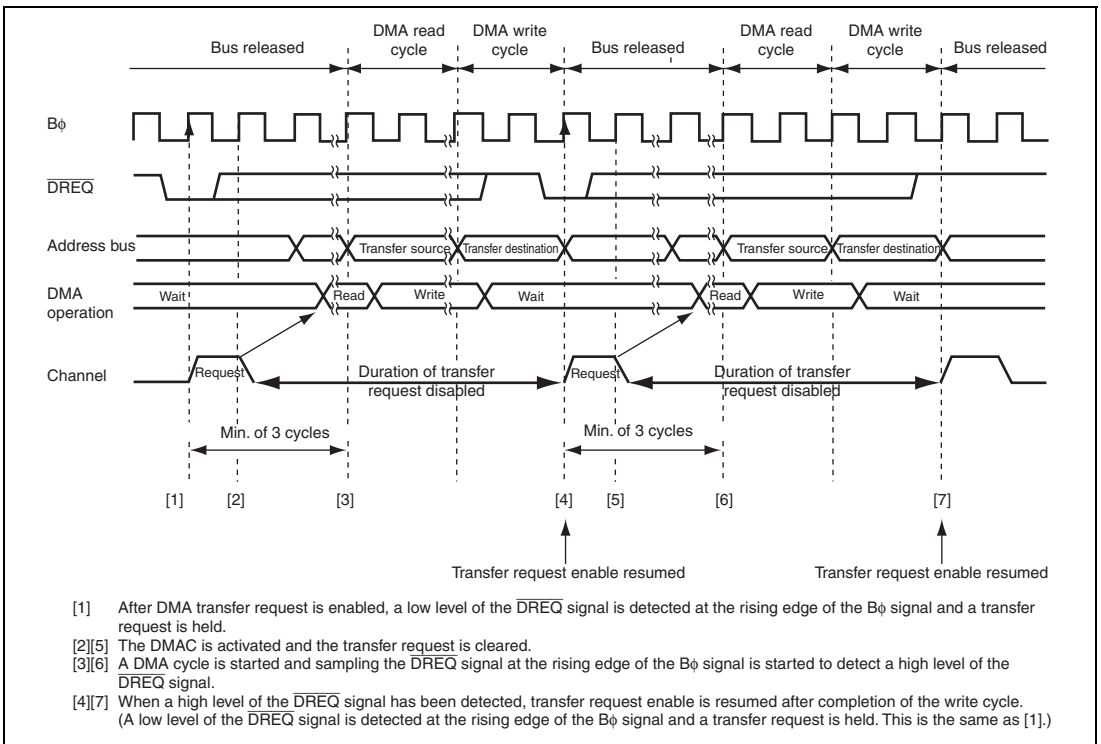 Bus released
DMA read cycle
DMA write cycle
Bus released
DMA read cycle
DMA write cycle
Bus released
Bφ
DREQ
Address bus
Transfer source
Transfer destination
Transfer source
Transfer destination
DMA operation
Wait
Read
Write
Wait
Read
Write
Wait
Channel
Request
Duration of transfer request disabled
Request
Duration of transfer request disabled
Min. of 3 cycles
Min. of 3 cycles
[1]
[2]
[3]
[4]
[5]
[6]
[7]
Transfer request enable resumed
Transfer request enable resumed
[1] After DMA transfer request is enabled, a low level of the DREQ signal is detected at the rising edge of the Bφ signal and a transfer
request is held.
[2][5] The DMAC is activated and the transfer request is cleared.
[3][6] A DMA cycle is started and sampling the DREQ signal at the rising edge of the Bφ signal is started to detect a high level of the
DREQ signal.
[4][7] When a high level of the DREQ signal has been detected, transfer request enable is resumed after completion of the write cycle.
(A low level of the DREQ signal is detected at the rising edge of the Bφ signal and a transfer request is held. This is the same as [1].)